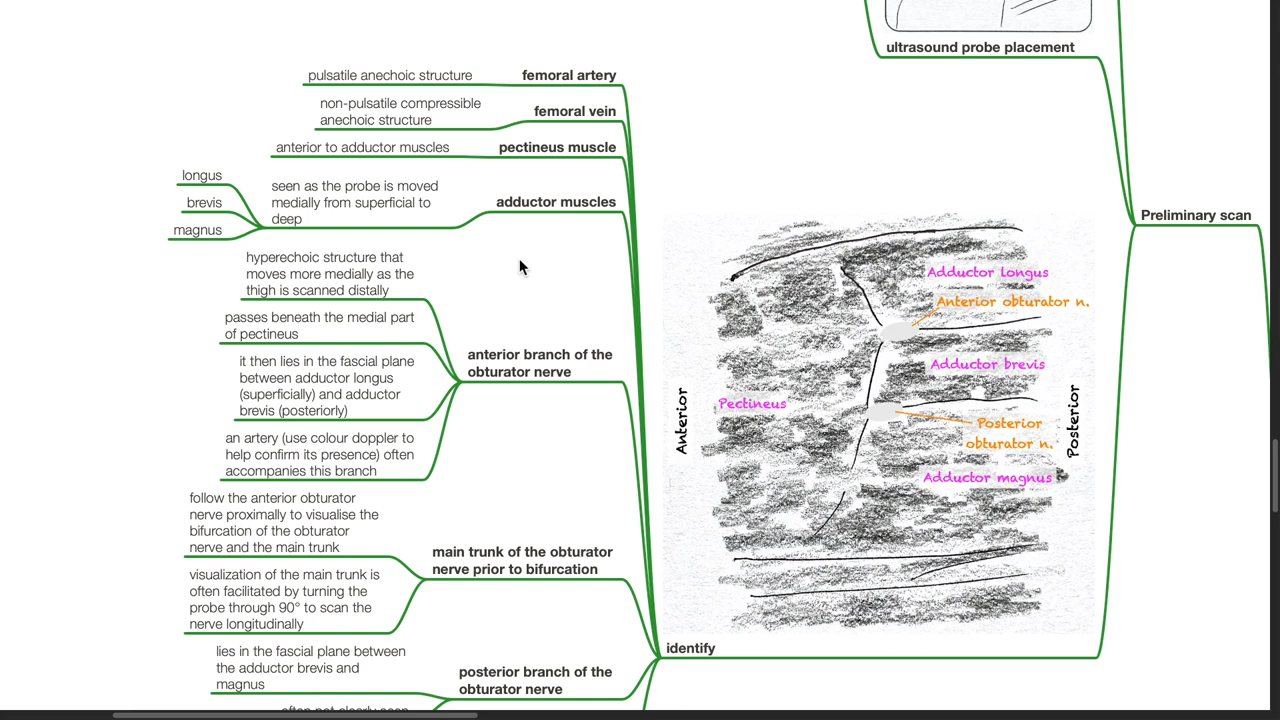 ultrasound probe placement
femoral artery
pulsatile anechoic structure
femoral vein
non-pulsatile compressible
anechoic structure
pectineus muscle
anterior to adductor muscles
adductor muscles
seen as the probe is moved
medially from superficial to
deep
longus
brevis
magnus
anterior branch of the
obturator nerve
hyperechoic structure that
moves more medially as the
thigh is scanned distally
passes beneath the medial part
of pectineus
it then lies in the fascial plane
between adductor longus
(superficially) and adductor
brevis (posteriorly)
an artery (use colour doppler to
help confirm its presence) often
accompanies this branch
main trunk of the obturator
nerve prior to bifurcation
follow the anterior obturator
nerve proximally to visualise the
bifurcation of the obturator
nerve and the main trunk
visualization of the main trunk is
often facilitated by turning the
probe through 90° to scan the
nerve longitudinally
posterior branch of the
obturator nerve
lies in the fascial plane between
the adductor brevis and
magnus
often not clearly seen
Adductor longus
Anterior obturator n.
Adductor brevis
Pectineus
Anterior
Posterior
Posterior
obturator n.
Adductor magnus
identify
Preliminary scan